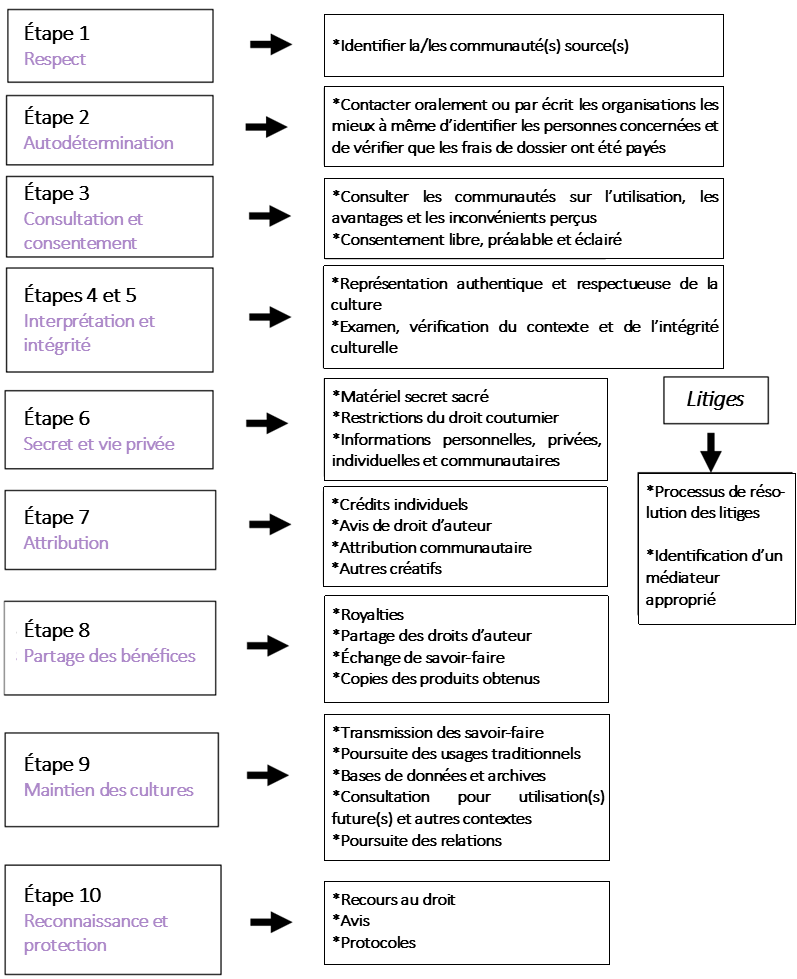 Étape 1
Respect
*Identifier la/les communauté(s) source(s)
Étape 2
Autodétermination
*Contacter oralement ou par écrit les organisations les
mieux à même d’identifier les personnes concernées et
de vérifier que les frais de dossier ont été payés
Étape 3
Consultation et
consentement
*Consulter les communautés sur l’utilisation, les
avantages et les inconvénients perçus
*Consentement libre, préalable et éclairé
Étapes 4 et 5
Interprétation et
intégrité
*Représentation authentique et respectueuse de la
culture
*Examen, vérification du contexte et de l’intégrité
culturelle
Étape 6
Secret et vie privée
*Matériel secret sacré
*Restrictions du droit coutumier
*Informations personnelles, privées,
individuelles et communautaires
Étape 7
Attribution
*Crédits individuels
*Avis de droit d’auteur
*Attribution communautaire
*Autres créatifs
Étape 8
Partage des bénéfices
*Royalties
*Partage des droits d’auteur
*Échange de savoir-faire
*Copies des produits obtenus
Étape 9
Maintien des cultures
*Transmission des savoir-faire
*Poursuite des usages traditionnels
*Bases de données et archives
*Consultation pour utilisation(s)
future(s) et autres contextes
*Poursuite des relations
Étape 10
Reconnaissance et
protection
*Recours au droit
*Avis
*Protocoles
Litiges
*Processus de réso-
lution des litiges
*Identification d’un
médiateur
approprié